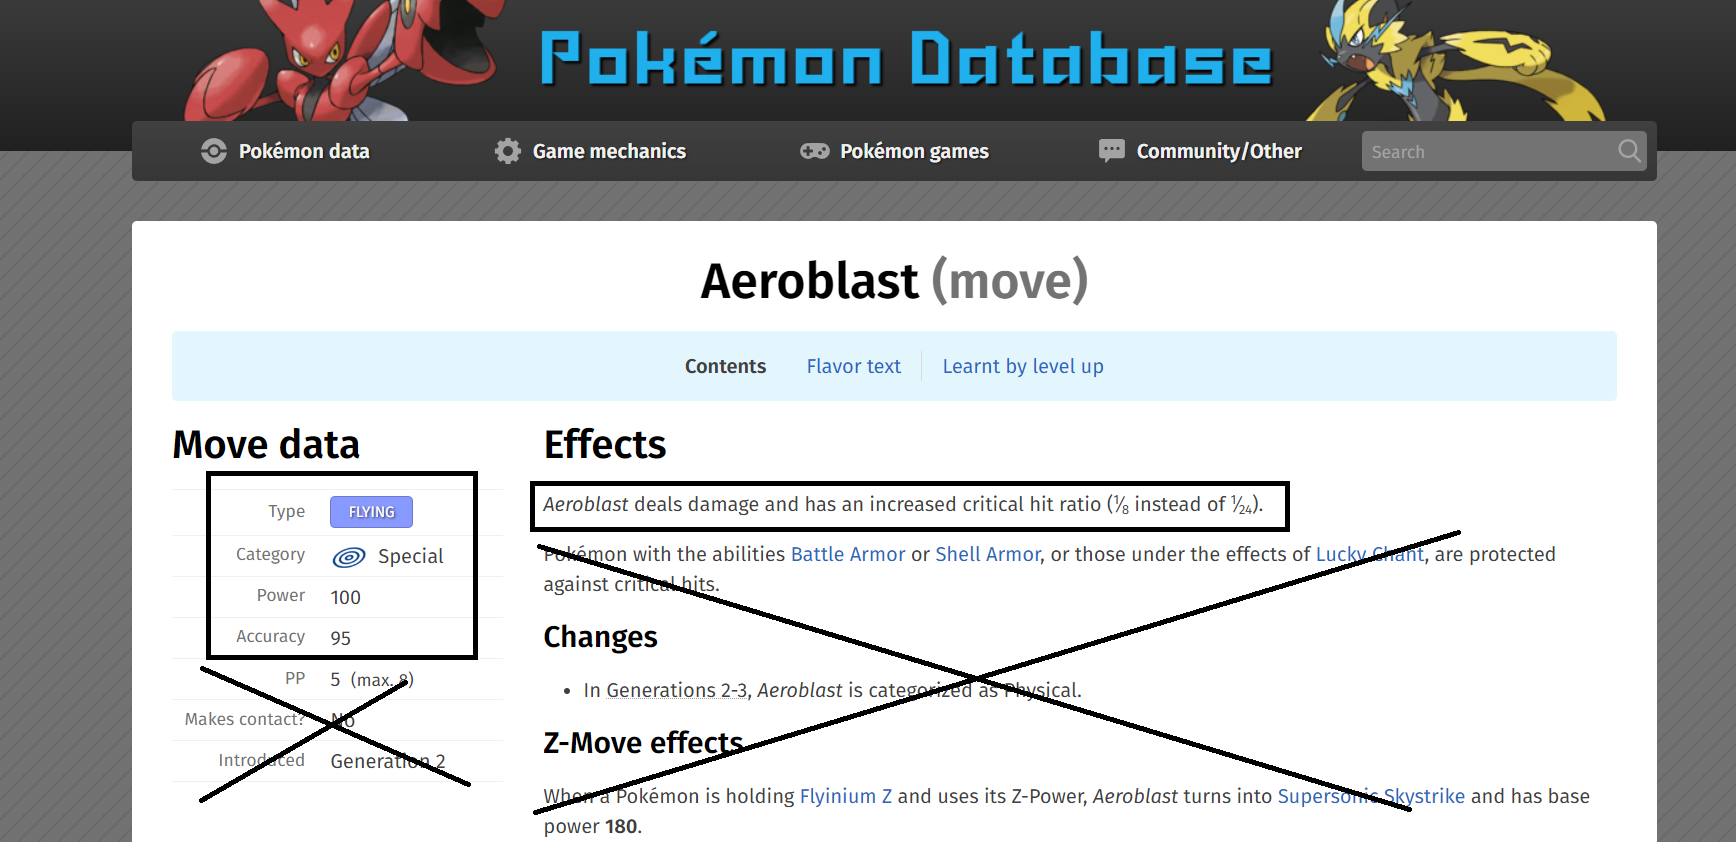 Pokémon Database
Pokémon data Game mechanics Pokémon games Community/Other Search
Aeroblast (move)
Contents Flavor text Learnt by level up
Move data
Type FLYING
Category Special
Power 100
Accuracy 95
PP 5 (max. 8)
Makes contact? No
Introduced Generation 2
Effects
Aeroblast deals damage and has an increased critical hit ratio (1⁄8 instead of 1⁄24).
Pokémon with the abilities Battle Armor or Shell Armor, or those under the effects of Lucky Chant, are protected
against critical hits.
Changes
• In Generations 2-3, Aeroblast is categorized as Physical.
Z-Move effects
When a Pokémon is holding Flyinium Z and uses its Z-Power, Aeroblast turns into Supersonic Skystrike and has base
power 180.